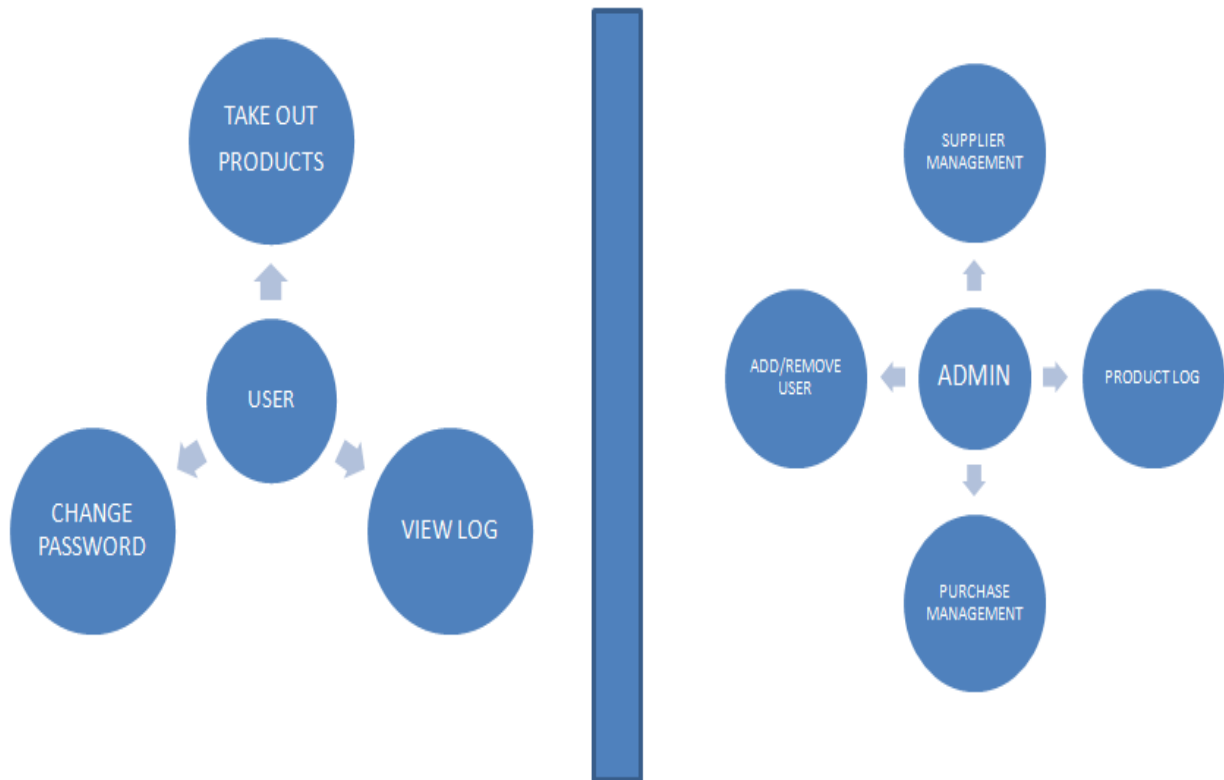 TAKE OUT
PRODUCTS
USER
CHANGE
PASSWORD
VIEW LOG
SUPPLIER
MANAGEMENT
ADD/REMOVE
USER
ADMIN
PRODUCT LOG
PURCHASE
MANAGEMENT